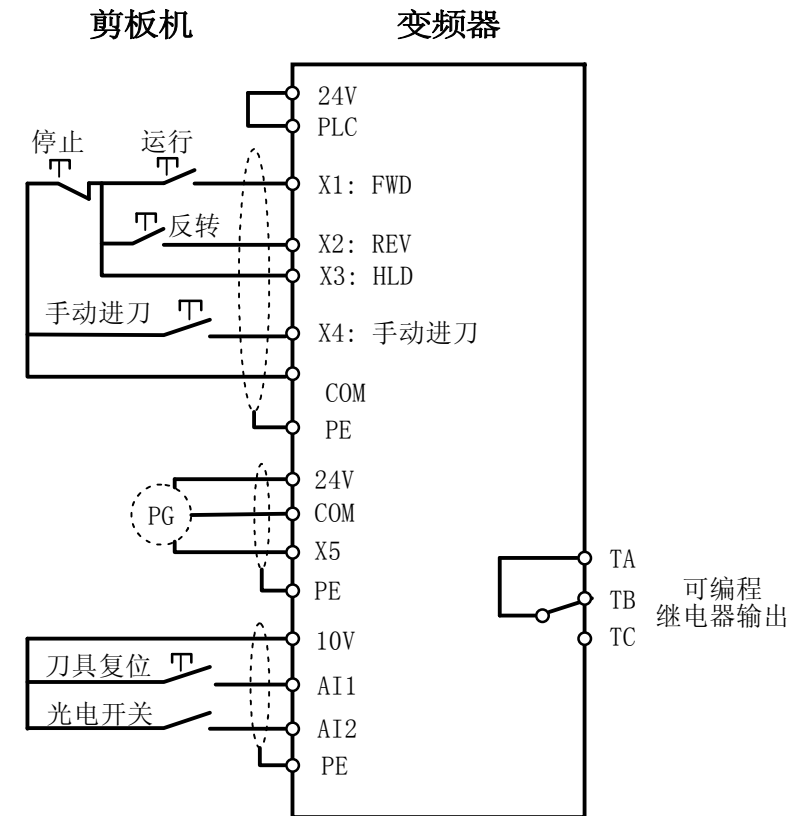 剪板机 变频器
24V
PLC
停止 运行
X1: FWD
反转
X2: REV
X3: HLD
手动进刀
X4: 手动进刀
COM
PE
24V
PG
COM
X5
PE
TA
TB
TC
可编程
继电器输出
10V
刀具复位
AI1
光电开关
AI2
PE